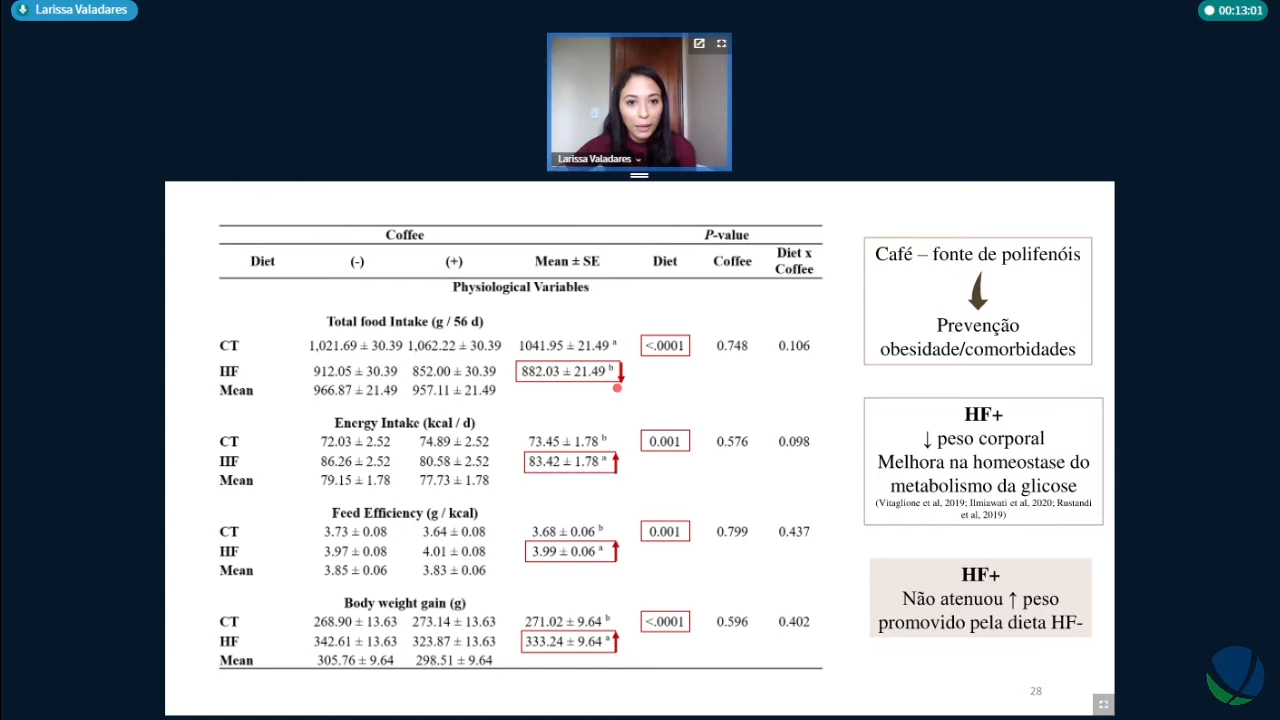 Larissa Valadares
00:13:01
Larissa Valadares
Coffee P-value
Diet (-) (+) Mean ± SE Diet Coffee Diet x Coffee
Physiological Variables
Total food Intake (g / 56 d)
CT 1,021.69 ± 30.39 1,062.22 ± 30.39 1041.95 ± 21.49 a <.0001 0.748 0.106
HF 912.05 ± 30.39 852.00 ± 30.39 882.03 ± 21.49 b
Mean 966.87 ± 21.49 957.11 ± 21.49
Energy Intake (kcal / d)
CT 72.03 ± 2.52 74.89 ± 2.52 73.45 ± 1.78 b 0.001 0.576 0.098
HF 86.26 ± 2.52 80.58 ± 2.52 83.42 ± 1.78 a
Mean 79.15 ± 1.78 77.73 ± 1.78
Feed Efficiency (g / kcal)
CT 3.73 ± 0.08 3.64 ± 0.08 3.68 ± 0.06 b 0.001 0.799 0.437
HF 3.97 ± 0.08 4.01 ± 0.08 3.99 ± 0.06 a
Mean 3.85 ± 0.06 3.83 ± 0.06
Body weight gain (g)
CT 268.90 ± 13.63 273.14 ± 13.63 271.02 ± 9.64 b <.0001 0.596 0.402
HF 342.61 ± 13.63 323.87 ± 13.63 333.24 ± 9.64 a
Mean 305.76 ± 9.64 298.51 ± 9.64
Café – fonte de polifenóis
Prevenção
obesidade/comorbidades
HF+
↓ peso corporal
Melhora na homeostase do
metabolismo da glicose
(Vitaglione et al, 2019; Ilmiawati et al, 2020; Rustandi
et al, 2019)
HF+
Não atenuou ↑ peso
promovido pela dieta HF-
28